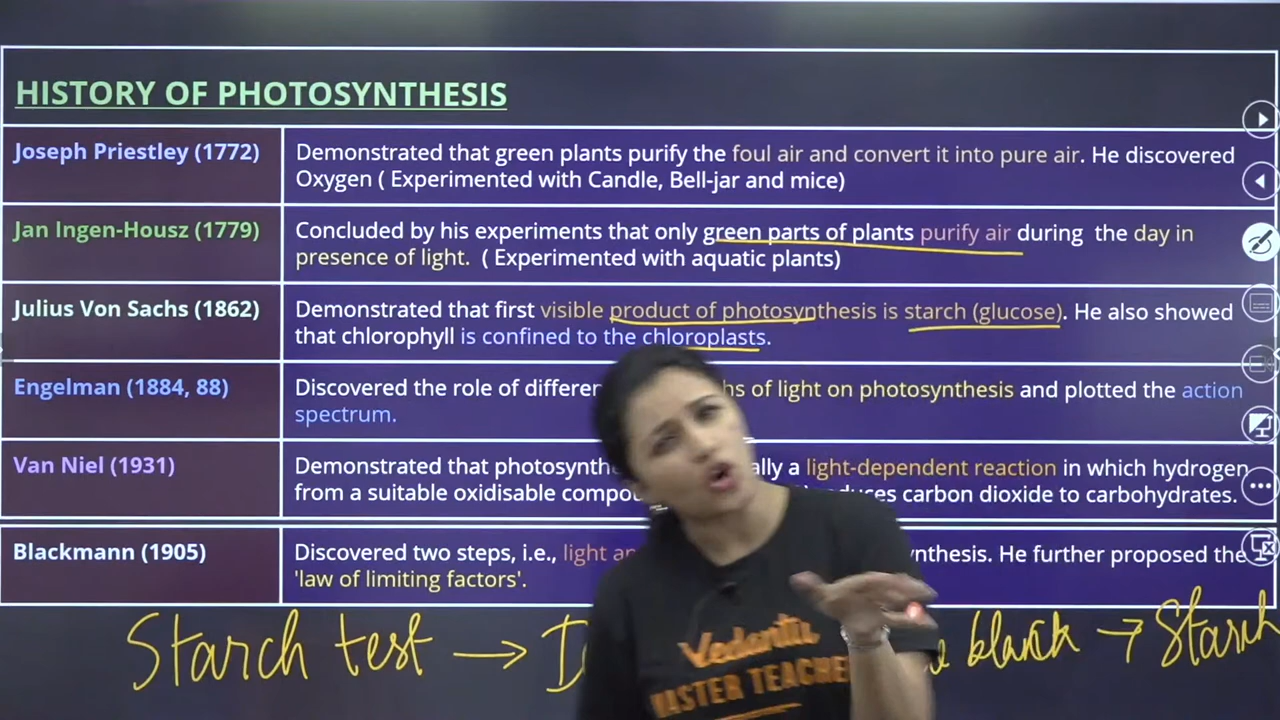 HISTORY OF PHOTOSYNTHESIS
Joseph Priestley (1772)
Demonstrated that green plants purify the foul air and convert it into pure air. He discovered
Oxygen ( Experimented with Candle, Bell-jar and mice)
Jan Ingen-Housz (1779)
Concluded by his experiments that only green parts of plants purify air during the day in
presence of light. ( Experimented with aquatic plants)
Julius Von Sachs (1862)
Demonstrated that first visible product of photosynthesis is starch (glucose). He also showed
that chlorophyll is confined to the chloroplasts.
Engelman (1884, 88)
Discovered the role of of light on photosynthesis and plotted the action
spectrum.
Van Niel (1931)
Demonstrated that a light-dependent reaction in which hydrogen
from a suitable oxidisable carbon dioxide to carbohydrates.
Blackmann (1905)
Discovered two steps, i.e., light He further proposed the
'law of limiting factors'.
Starch test → blank → Starch
Vedantu
MASTER TEACHER